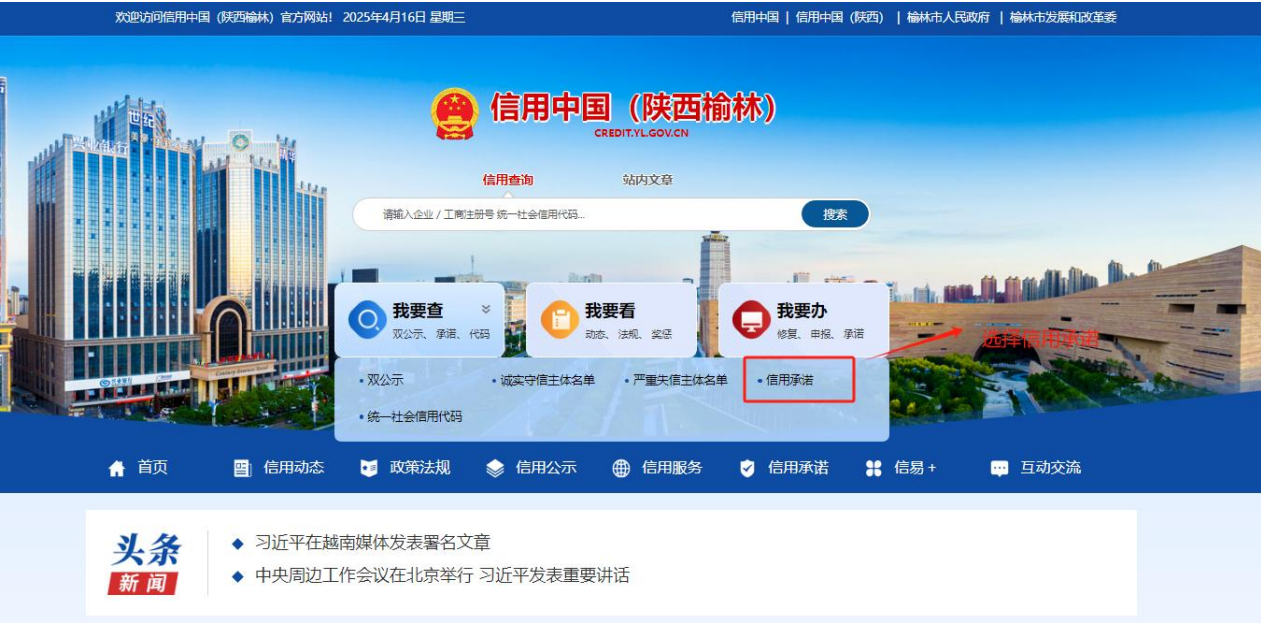 欢迎访问信用中国（陕西榆林）官方网站! 2025年4月16日 星期三
信用中国 | 信用中国（陕西） | 榆林市人民政府 | 榆林市发展和改革委
信用中国（陕西榆林）
CREDIT.YL.GOV.CN
信用查询 站内文章
请输入企业 / 工商注册号 统一社会信用代码...
搜索
世纪
我要查
双公示、承诺、代码
我要看
动态、法规、奖惩
我要办
修复、申报、承诺
选择信用承诺
双公示
诚实守信主体名单
严重失信主体名单
信用承诺
统一社会信用代码
首页 信用动态 政策法规 信用公示 信用服务 信用承诺 信易+ 互动交流
头条
新闻
习近平在越南媒体发表署名文章
中央周边工作会议在北京举行 习近平发表重要讲话